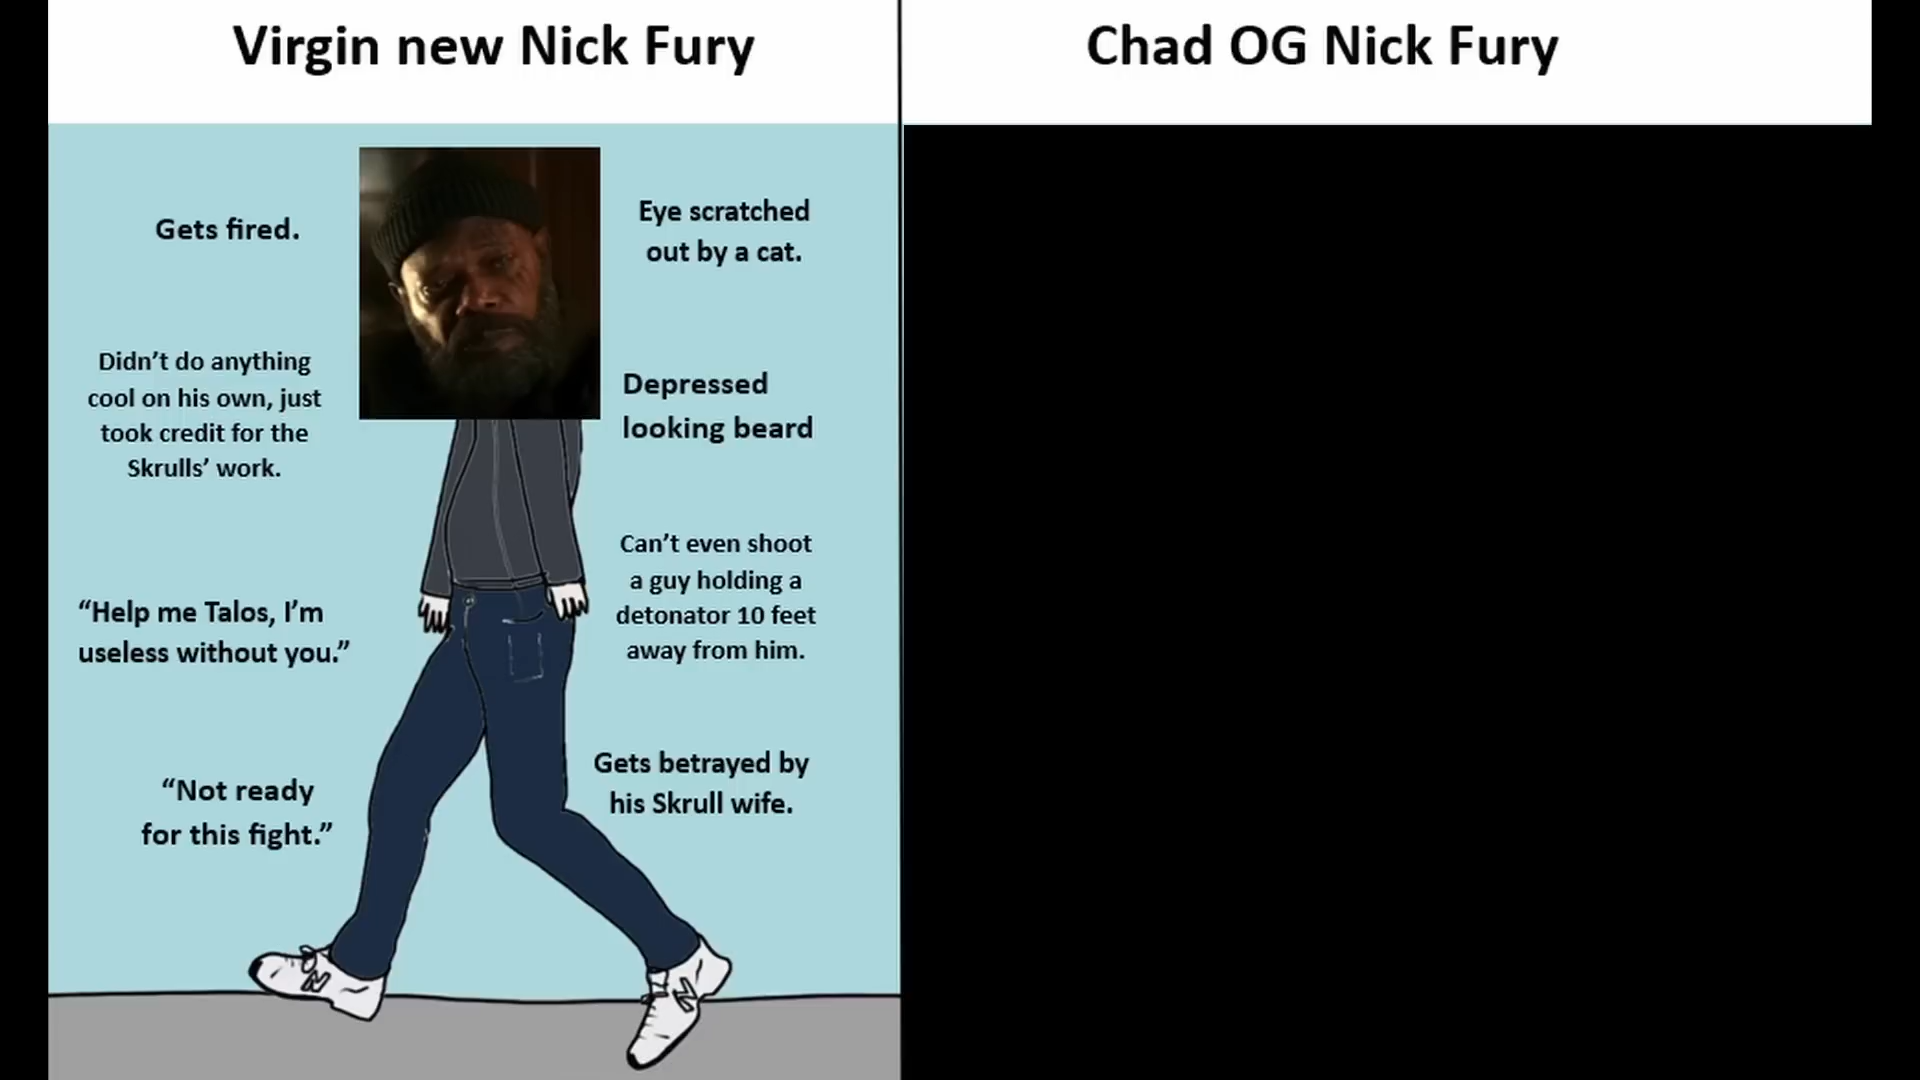 Virgin new Nick Fury
Chad OG Nick Fury
Gets fired.
Eye scratched
out by a cat.
Didn’t do anything
cool on his own, just
took credit for the
Skrulls’ work.
Depressed
looking beard
Can’t even shoot
a guy holding a
detonator 10 feet
away from him.
“Help me Talos, I’m
useless without you.”
Gets betrayed by
his Skrull wife.
“Not ready
for this fight.”
N
N